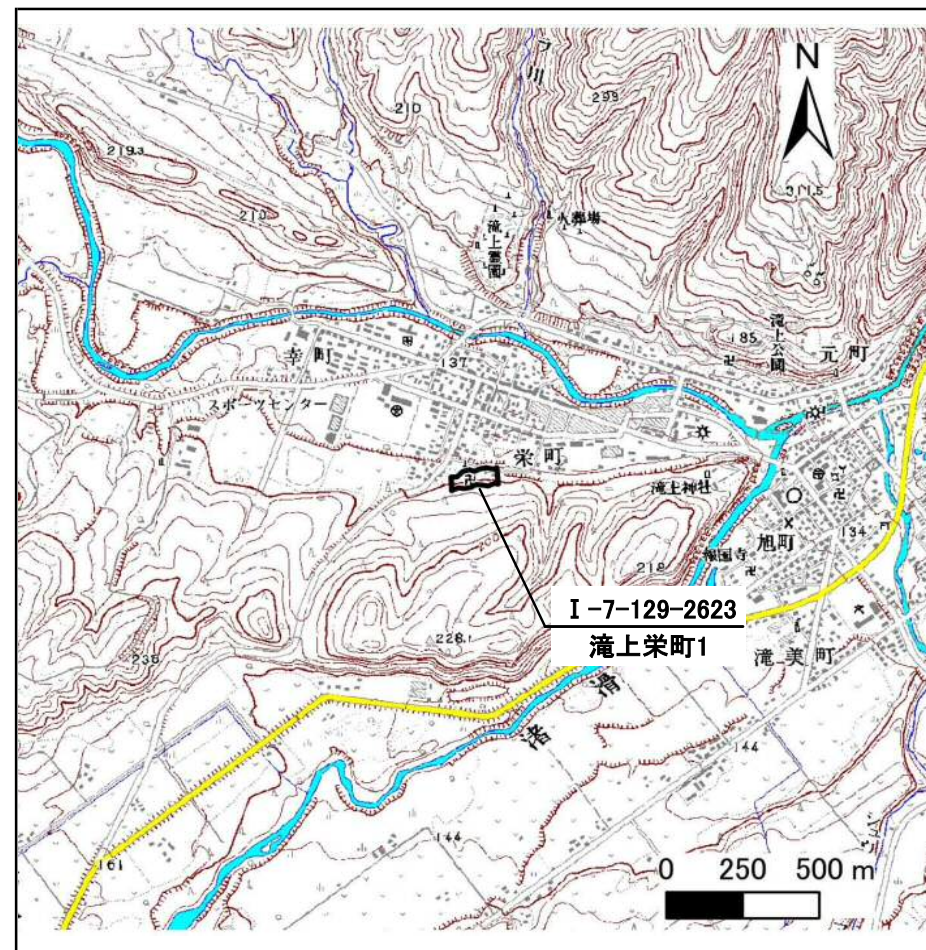 N
299
210
219.3
210
311.5
火葬場
滝上霊園
185
滝上公園
元町
幸町
137
スポーツセンター
栄町
滝上神社
旭町
134
報国寺
200
218
I-7-129-2623
滝上栄町1
228.1
236
滝美町
渚滑
144
144
161
0 250 500 m